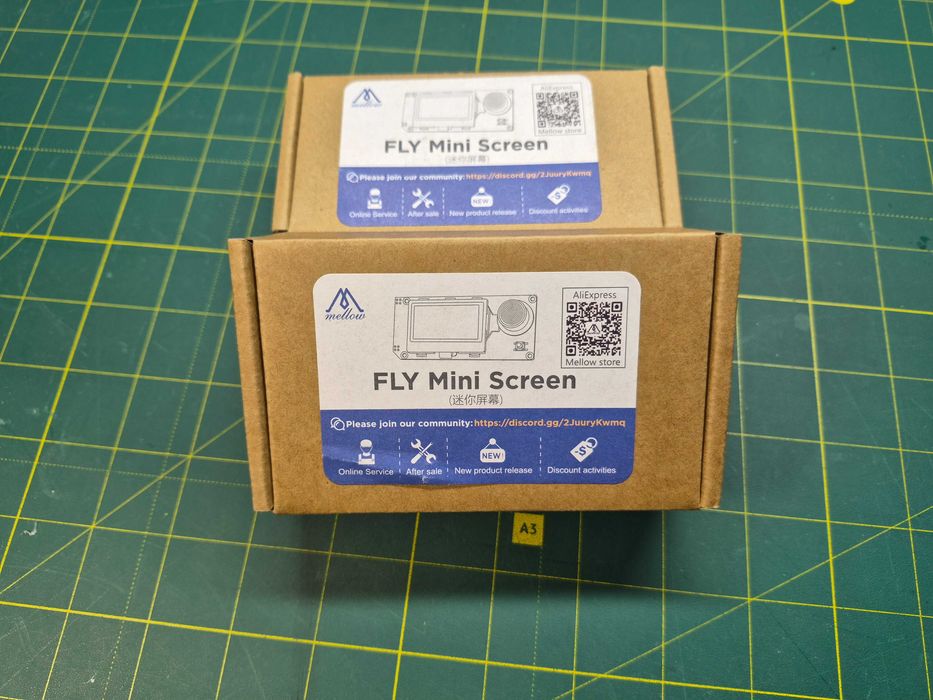 mellow
AliExpress
Mellow store
FLY Mini Screen
(迷你屏幕)
Please join our community: https://discord.gg/2JuuryKwmq
Online Service
After sale
NEW
New product release
-$
Discount activities
mellow
AliExpress
Mellow store
FLY Mini Screen
(迷你屏幕)
Please join our community: https://discord.gg/2JuuryKwmq
Online Service
After sale
NEW!
New product release
-$
Discount activities
A3